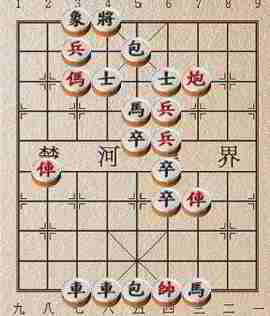 1 2 3 4 5 6 7 8 9
象 將
兵 包
傌 士 士 炮
馬 兵
卒 兵
楚 河 卒 界
俥
卒 俥
車 車 包 帥 馬
九 八 七 六 五 四 三 二 一